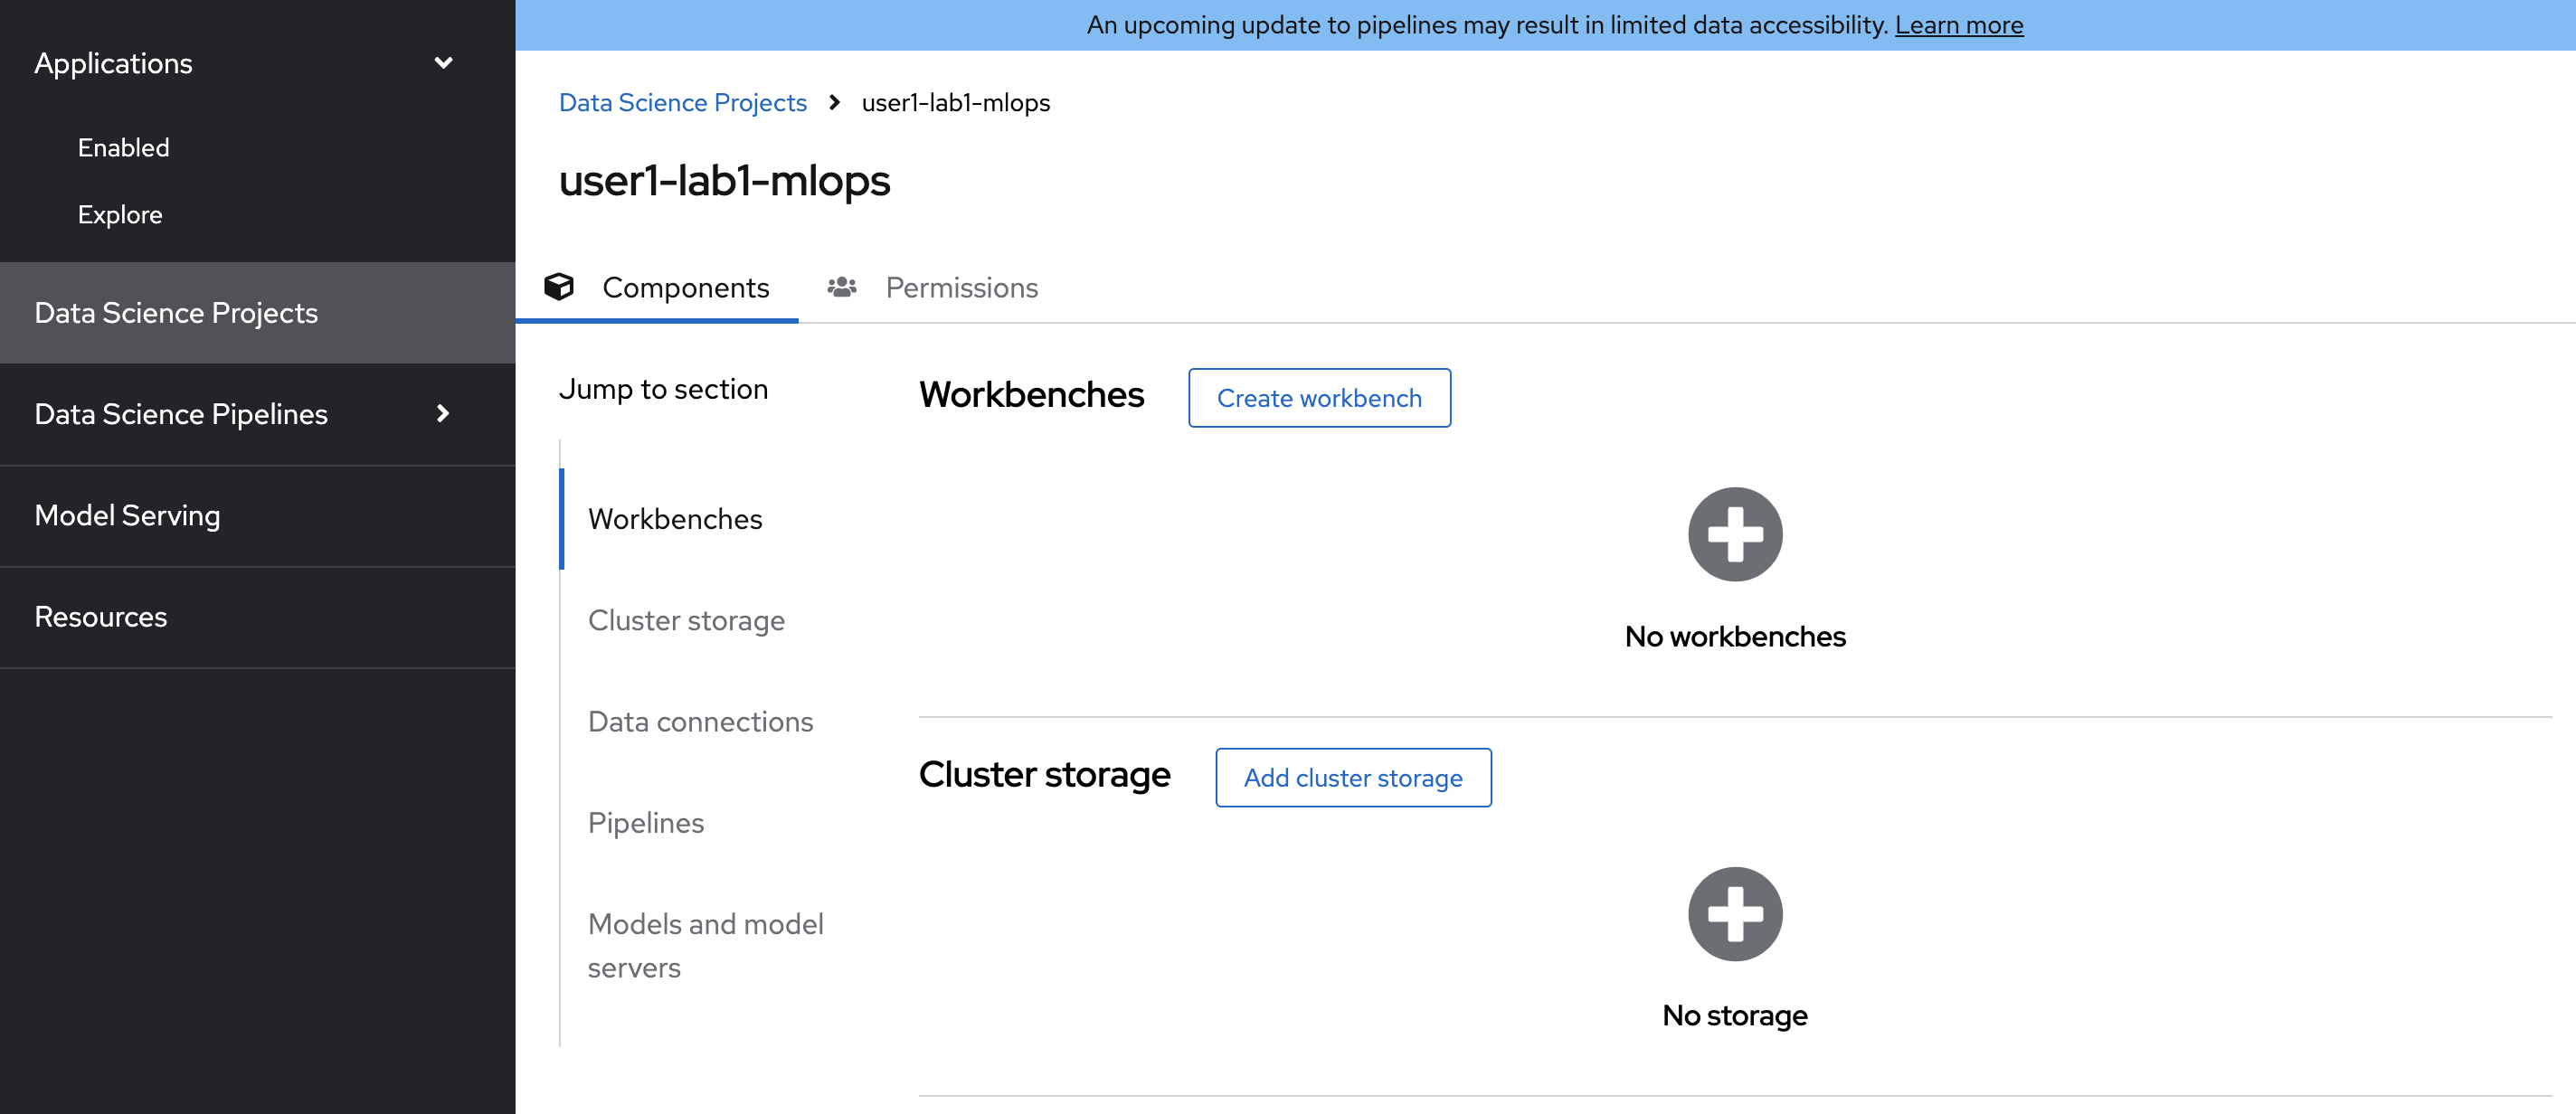 An upcoming update to pipelines may result in limited data accessibility. Learn more
Applications
Enabled
Explore
Data Science Projects
Data Science Pipelines
Model Serving
Resources
Data Science Projects > user1-lab1-mlops
user1-lab1-mlops
Components Permissions
Jump to section
Workbenches
Cluster storage
Data connections
Pipelines
Models and model
servers
Workbenches Create workbench
No workbenches
Cluster storage Add cluster storage
No storage